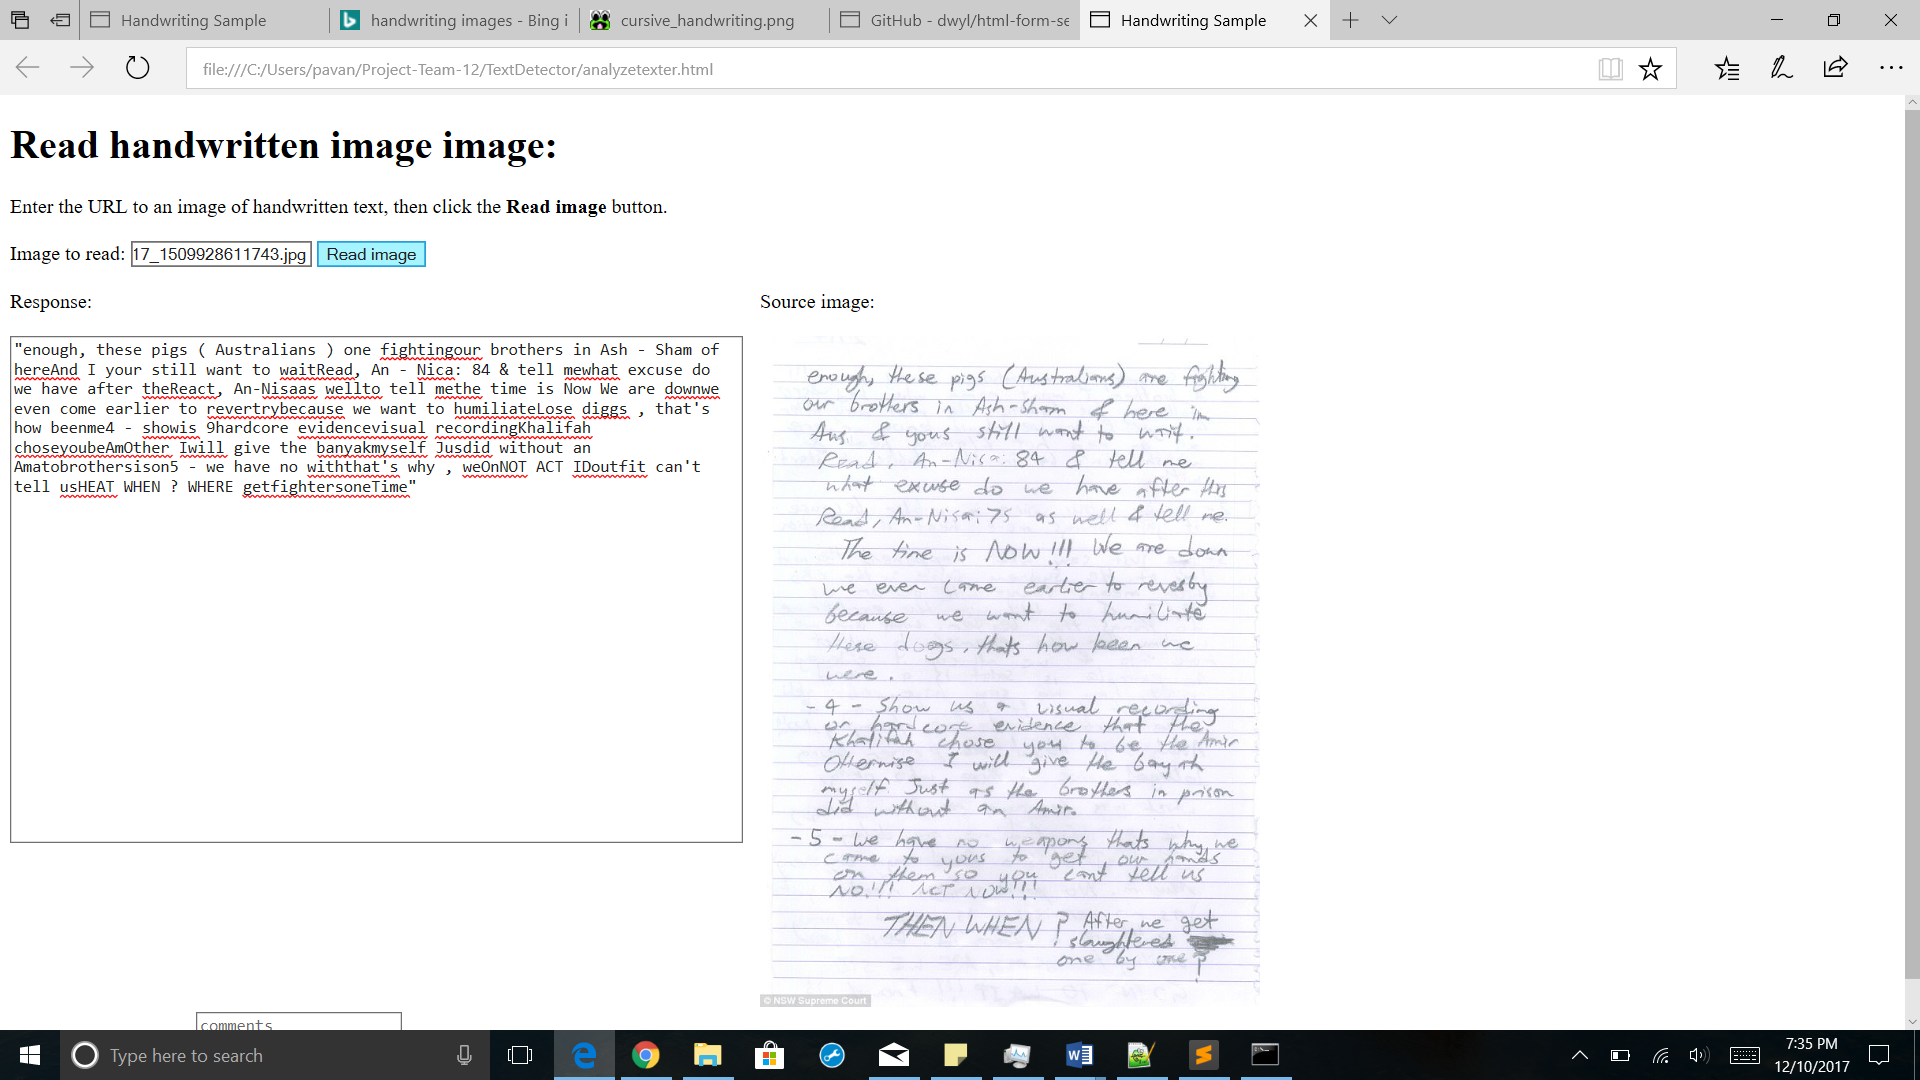 Handwriting Sample
handwriting images - Bing i
cursive_handwriting.png
GitHub - dwyl/html-form-se
Handwriting Sample
file:///C:/Users/pavan/Project-Team-12/TextDetector/analyzetexter.html
Read handwritten image image:
Enter the URL to an image of handwritten text, then click the Read image button.
Image to read: 17_1509928611743.jpg Read image
Response:
"enough, these pigs ( Australians ) one fightingour brothers in Ash - Sham of
hereAnd I your still want to waitRead, An - Nica: 84 & tell mewhat excuse do
we have after theReact, An-Nisaas wellto tell methe time is Now We are downwe
even come earlier to revertrybecause we want to humiliateLose diggs , that's
how beenme4 - showis 9hardcore evidencevisual recordingKhalifah
choseyoubeAmOther Iwill give the banyakmyself Jusdid without an
Amatobrothersison5 - we have no withthat's why , weOnNOT ACT IDoutfit can't
tell usHEAT WHEN ? WHERE getfightersoneTime"
Source image:
enough, these pigs (Australians) are fighting
our brothers in Ash-sham & here in
Aus & yous still want to wait.
Read, An-Nisa: 84 & tell me
what excuse do we have after this
Read, An-Nisa: 75 as well & tell me.
The time is NOW!!! We are down
we even came earlier to revesby
because we want to humiliate
these doogs, thats how keen we
were.
- 4 - Show us a visual recording
or hardcore evidence that the
Khalifah chose you to be the Amir
Otherwise I will give the bayah
myself. Just as the brothers in prison
did without an Amir.
- 5 - We have no weapons thats why we
came to yous to get our hands
on them so you cant tell us
NO!!! ACT NOW!!!
THEN WHEN? After we get
slaughtered
one by one?
© NSW Supreme Court
comments
Type here to search
7:35 PM
12/10/2017